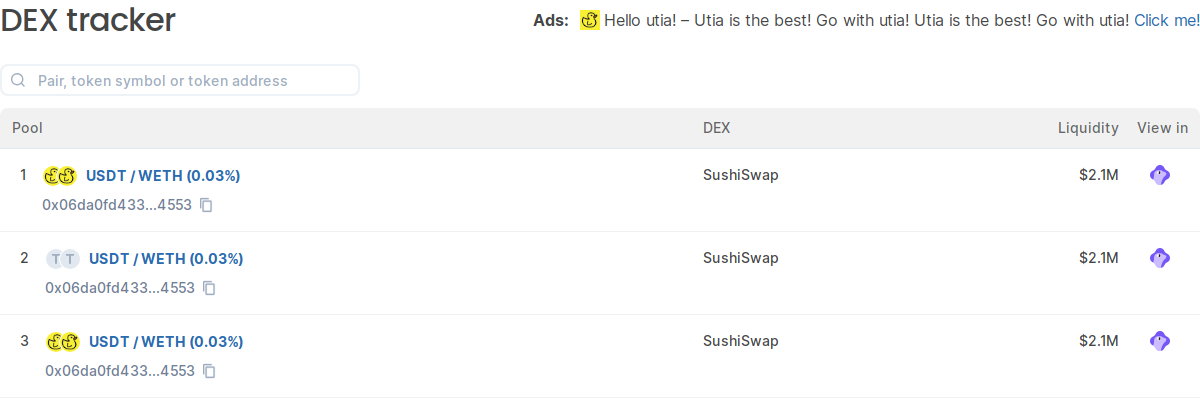 DEX tracker
Ads: Hello utia! – Utia is the best! Go with utia! Utia is the best! Go with utia! Click me!
Pair, token symbol or token address
Pool DEX Liquidity View in
1 USDT / WETH (0.03%) SushiSwap $2.1M
0x06da0fd433...4553
2 T T USDT / WETH (0.03%) SushiSwap $2.1M
0x06da0fd433...4553
3 USDT / WETH (0.03%) SushiSwap $2.1M
0x06da0fd433...4553